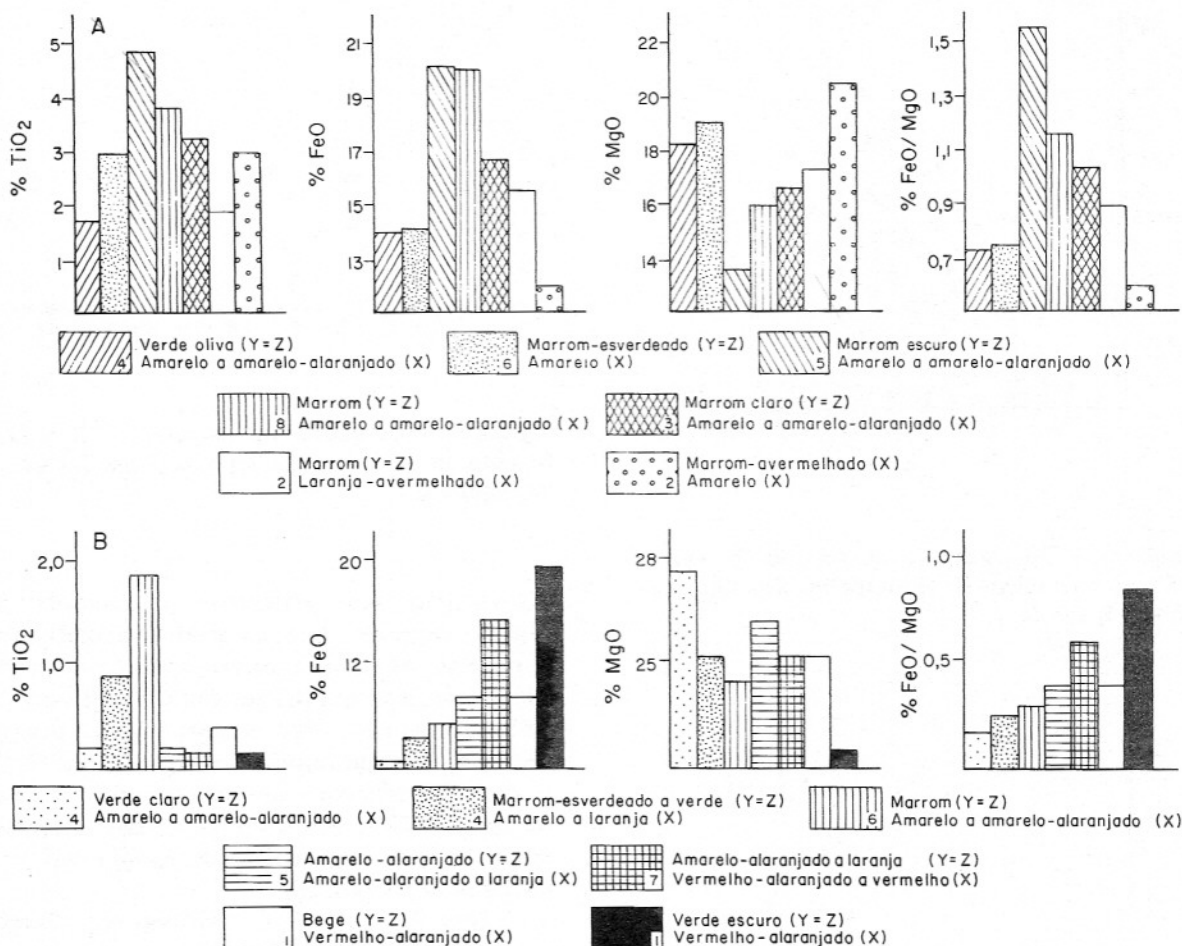 A
5
4
3
2
1
% TiO2
21
19
17
15
13
% FeO
22
20
18
16
14
% MgO
1,5
1,3
1,1
0,9
0,7
% FeO/MgO
4 Verde oliva (Y=Z)
Amarelo a amarelo-alaranjado (X)
6 Marrom-esverdeado (Y=Z)
Amarelo (X)
5 Marrom escuro (Y=Z)
Amarelo a amarelo-alaranjado (X)
8 Marrom (Y=Z)
Amarelo a amarelo-alaranjado (X)
3 Marrom claro (Y=Z)
Amarelo a amarelo-alaranjado (X)
2 Marrom (Y=Z)
Laranja-avermelhado (X)
2 Marrom-avermelhado (X)
Amarelo (X)
B
2,0
1,0
% TiO2
20
12
% FeO
28
25
% MgO
1,0
0,5
% FeO/MgO
4 Verde claro (Y=Z)
Amarelo a amarelo-alaranjado (X)
4 Marrom-esverdeado a verde (Y=Z)
Amarelo a laranja (X)
6 Marrom (Y=Z)
Amarelo a amarelo-alaranjado (X)
5 Amarelo-alaranjado (Y=Z)
Amarelo-alaranjado a laranja (X)
7 Amarelo-alaranjado a laranja (Y=Z)
Vermelho-alaranjado a vermelho (X)
1 Bege (Y=Z)
Vermelho-alaranjado (X)
1 Verde escuro (Y=Z)
Vermelho-alaranjado (X)